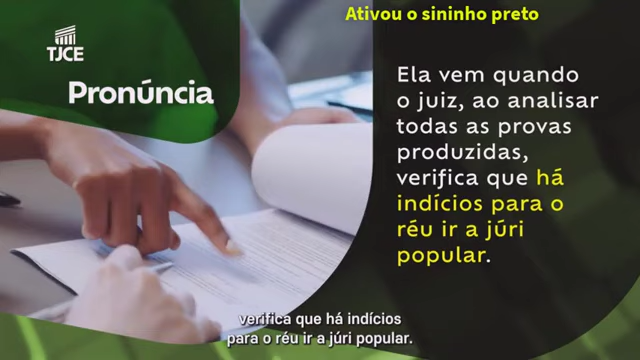 Ativou o sininho preto
TJCE
Pronúncia
Ela vem quando
o juiz, ao analisar
todas as provas
produzidas,
verifica que há
indícios para o
réu ir a júri
popular.
verifica que há indícios
para o réu ir a júri popular.